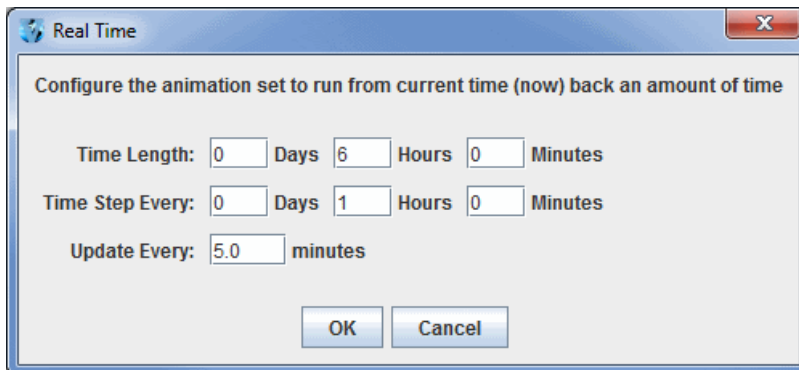 Real Time
Configure the animation set to run from current time (now) back an amount of time
Time Length: 0 Days 6 Hours 0 Minutes
Time Step Every: 0 Days 1 Hours 0 Minutes
Update Every: 5.0 minutes
OK Cancel